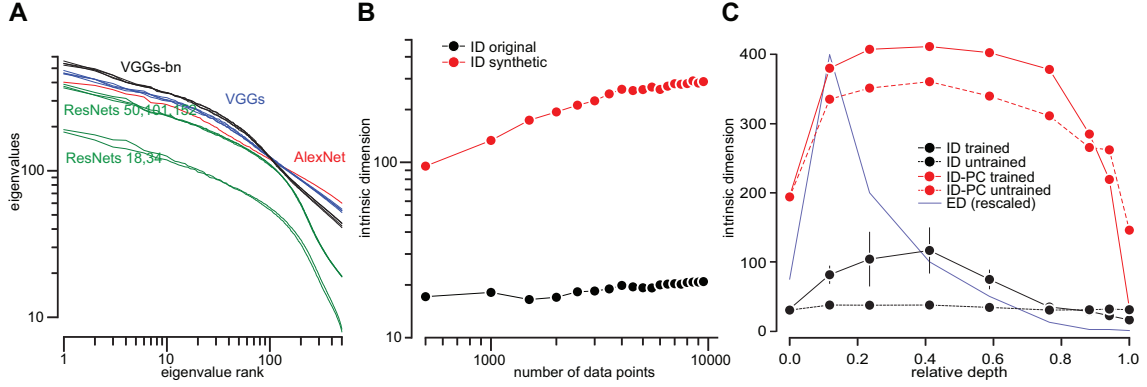 A
VGGs-bn
VGGs
ResNets 50,101,152
AlexNet
ResNets 18,34
100
10
1
10
100
eigenvalues
eigenvalue rank
B
ID original
ID synthetic
100
10
1000
10000
intrinsic dimension
number of data points
C
400
300
200
100
0
0.0
0.2
0.4
0.6
0.8
1.0
ID trained
ID untrained
ID-PC trained
ID-PC untrained
ED (rescaled)
intrinsic dimension
relative depth